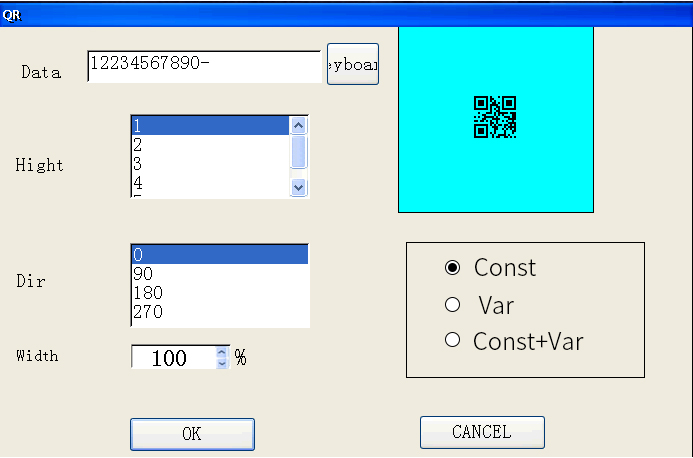 QR
Data
12234567890-
eyboar
Hight
1
2
3
4
Dir
0
90
180
270
Const
Var
Const+Var
Width
100
%
OK
CANCEL